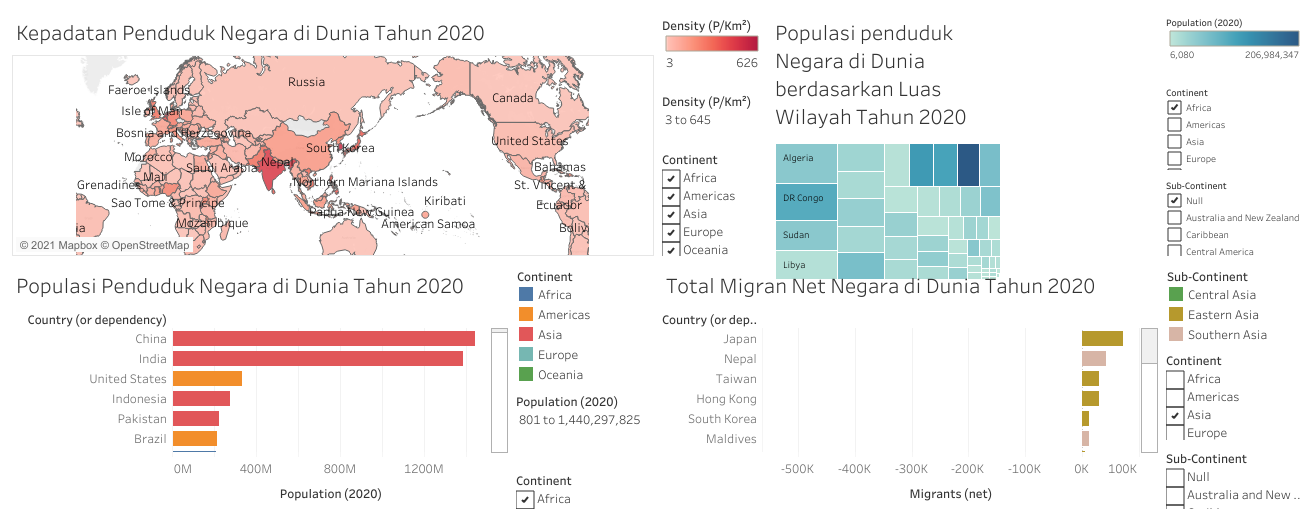 Kepadatan Penduduk Negara di Dunia Tahun 2020
Russia
Faeroe Islands
Canada
Isle of Man
Bosnia and Herzegovina
United States
South Korea
Morocco
Nepal
Saudi Arabia
Bahamas
Mali
Grenadines
Northern Mariana Islands
St. Vincent &
Sao Tome & Principe
Kiribati
Ecuador
Papua New Guinea
Mozambique
American Samoa
ia
Boliv
© 2021 Mapbox © OpenStreetMap
Density (P/Km²)
3 626
Density (P/Km²)
3 to 645
Continent
Africa
Americas
Asia
Europe
Oceania
Populasi penduduk
Negara di Dunia
berdasarkan Luas
Wilayah Tahun 2020
Algeria
DR Congo
Sudan
Libya
Population (2020)
6,080 206,984,347
Continent
Africa
Americas
Asia
Europe
Sub-Continent
Null
Australia and New Zealand
Caribbean
Central America
Populasi Penduduk Negara di Dunia Tahun 2020
Country (or dependency)
China
India
United States
Indonesia
Pakistan
Brazil
0M 400M 800M 1200M
Population (2020)
Continent
Africa
Americas
Asia
Europe
Oceania
Population (2020)
801 to 1,440,297,825
Continent
Africa
Total Migran Net Negara di Dunia Tahun 2020
Country (or dep..
Japan
Nepal
Taiwan
Hong Kong
South Korea
Maldives
-500K -400K -300K -200K -100K 0K 100K
Migrants (net)
Sub-Continent
Central Asia
Eastern Asia
Southern Asia
Continent
Africa
Americas
Asia
Europe
Sub-Continent
Null
Australia and New ..